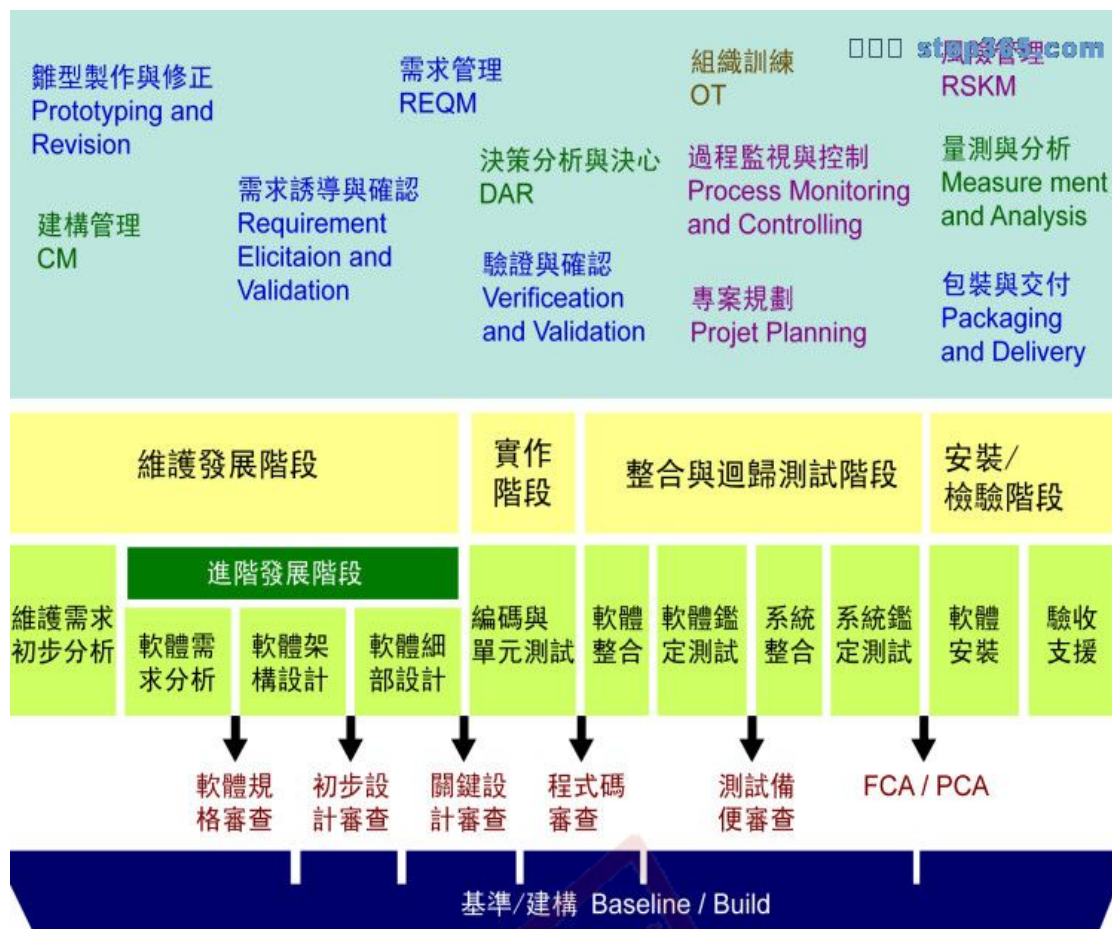 雛型製作與修正
Prototyping and
Revision
需求管理
REQM
組織訓練
OT
step365.com
RSKM
建構管理
CM
需求誘導與確認
Requirement
Elicitaion and
Validation
決策分析與決心
DAR
過程監視與控制
Process Monitoring
and Controlling
量測與分析
Measure ment
and Analysis
驗證與確認
Verificeation
and Validation
專案規劃
Projet Planning
包裝與交付
Packaging
and Delivery
維護發展階段
實作
階段
整合與迴歸測試階段
安裝/
檢驗階段
維護需求
初步分析
進階發展階段
軟體需
求分析
軟體架
構設計
軟體細
部設計
編碼與
單元測試
軟體
整合
軟體鑑
定測試
系統
整合
系統鑑
定測試
軟體
安裝
驗收
支援
軟體規
格審查
初步設
計審查
關鍵設
計審查
程式碼
審查
測試備
便審查
FCA / PCA
基準/建構 Baseline / Build